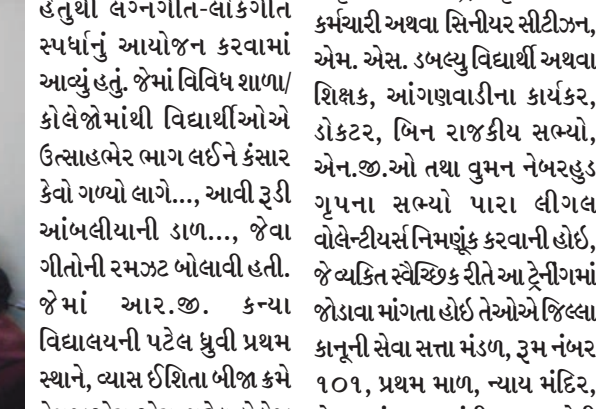 હેતુથી લગ્નગીત-લોકગીત
સ્પર્ધાનું આયોજન કરવામાં
આવ્યું હતું. જેમાં વિવિધ શાળા/
કોલેજોમાંથી વિદ્યાર્થીઓએ
ઉત્સાહભેર ભાગ લઈને કંસાર
કેવો ગળ્યો લાગે..., આવી રૂડી
આંબલીયાની ડાળ..., જેવા
ગીતોની રમઝટ બોલાવી હતી.
જેમાં આર.જી. કન્યા
વિદ્યાલયની પટેલ ધ્રુવી પ્રથમ
સ્થાને, વ્યાસ ઈશિતા બીજા ક્રમે
કર્મચારી અથવા સિનીયર સીટીઝન,
એમ. એસ. ડબલ્યુ વિદ્યાર્થી અથવા
શિક્ષક, આંગણવાડીના કાર્યકર,
ડોકટર, બિન રાજકીય સભ્યો,
એન.જી.ઓ તથા વુમન નેબરહુડ
ગૃપના સભ્યો પારા લીગલ
વોલેન્ટીયર્સ નિમણૂંક કરવાની હોઇ,
જે વ્યકિત સ્વૈચ્છિક રીતે આ ટ્રેનીંગમાં
જોડાવા માંગતા હોઇ તેઓએ જિલ્લા
કાનૂની સેવા સત્તા મંડળ, રૂમ નંબર
૧૦૧, પ્રથમ માળ, ન્યાય મંદિર,